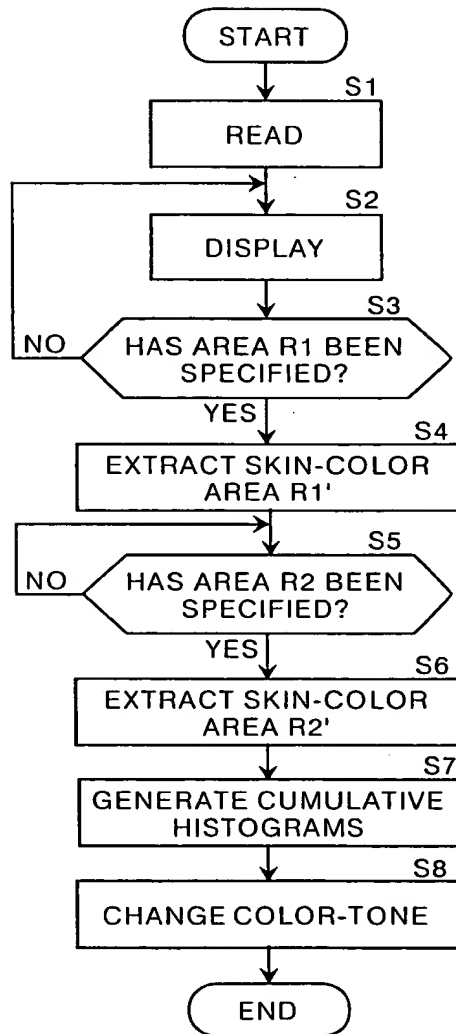 START
S1
READ
S2
DISPLAY
S3
HAS AREA R1 BEEN
SPECIFIED?
NO
YES
S4
EXTRACT SKIN-COLOR
AREA R1'
S5
HAS AREA R2 BEEN
SPECIFIED?
NO
YES
S6
EXTRACT SKIN-COLOR
AREA R2'
S7
GENERATE CUMULATIVE
HISTOGRAMS
S8
CHANGE COLOR-TONE
END